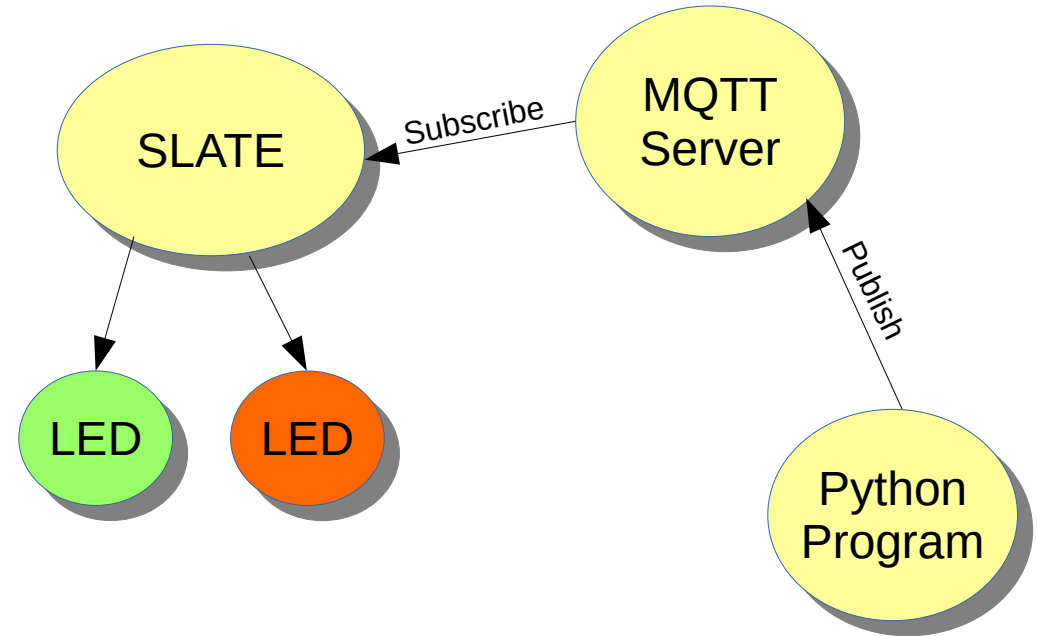 SLATE
Subscribe
MQTT
Server
Publish
LED
LED
Python
Program